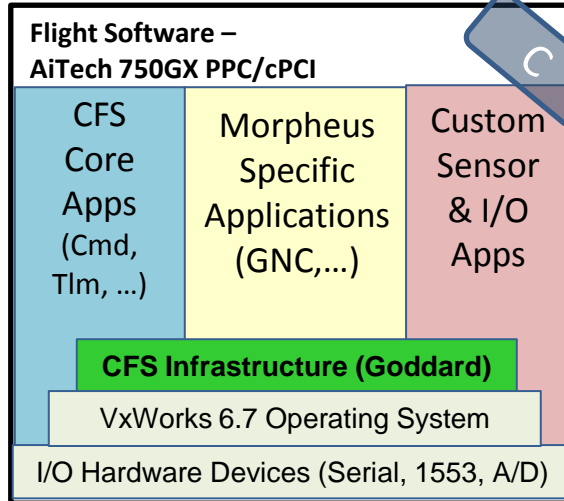 Flight Software –
AiTech 750GX PPC/cPCI
C
CFS
Core
Apps
(Cmd,
Tlm, …)
Morpheus
Specific
Applications
(GNC,…)
Custom
Sensor
& I/O
Apps
CFS Infrastructure (Goddard)
VxWorks 6.7 Operating System
I/O Hardware Devices (Serial, 1553, A/D)